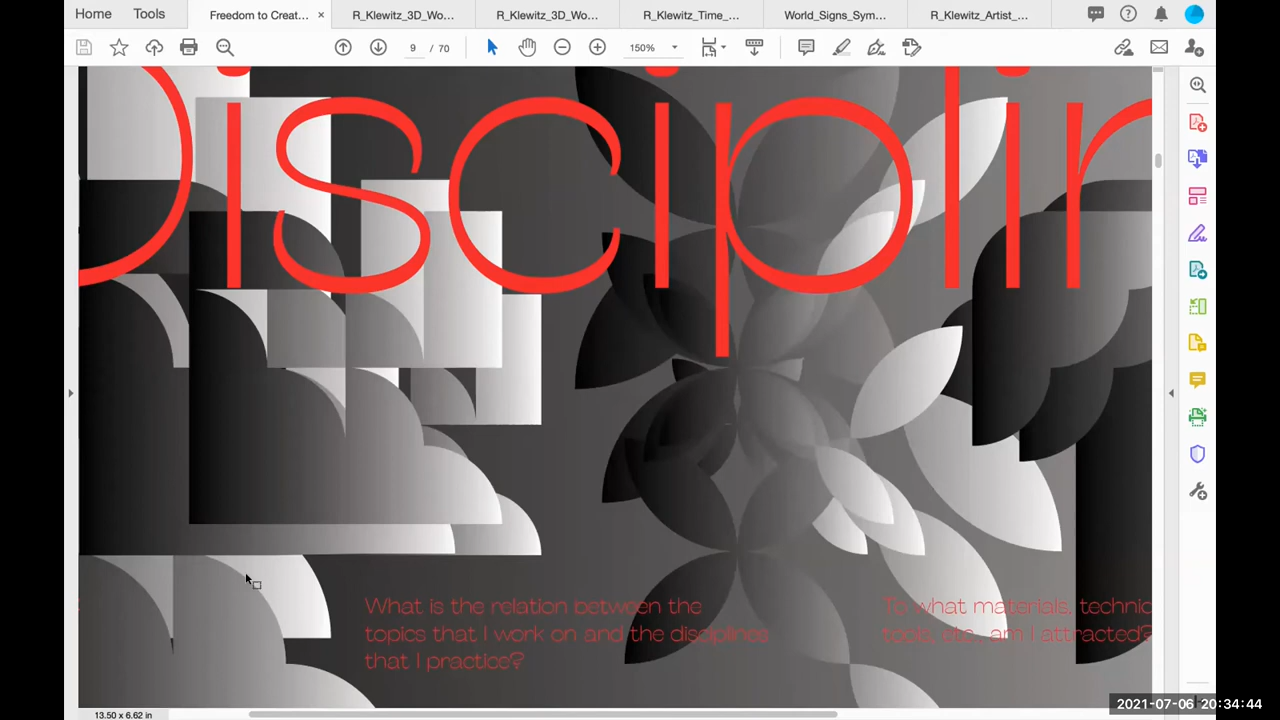 Home
Tools
Freedom to Creat... ×
R_Klewitz_3D_Wo...
R_Klewitz_3D_Wo...
R_Klewitz_Time_...
World_Signs_Sym...
R_Klewitz_Artist_...
9 / 70
150%
Disciplin
What is the relation between the
topics that I work on and the disciplines
that I practice?
To what materials, technic
tools, etc., am I attracted?
13.50 x 6.62 in
2021-07-06 20:34:44